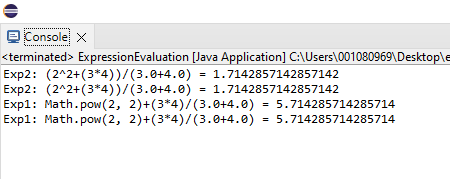 Console
<terminated> ExpressionEvaluation [Java Application] C:\Users\001080969\Desktop\e
Exp2: (2^2+(3*4))/(3.0+4.0) = 1.7142857142857142
Exp2: (2^2+(3*4))/(3.0+4.0) = 1.7142857142857142
Exp1: Math.pow(2, 2)+(3*4)/(3.0+4.0) = 5.714285714285714
Exp1: Math.pow(2, 2)+(3*4)/(3.0+4.0) = 5.714285714285714